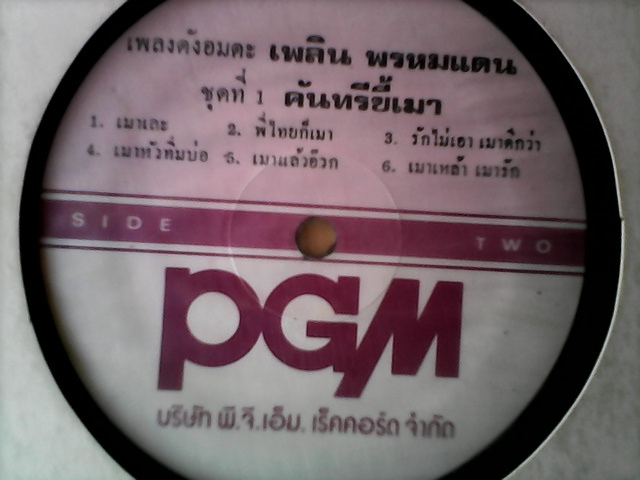 เพลงดังอมตะ เพลิน พรหมแดน
ชุดที่ 1 คันทรีขี้เมา
1. เมาเละ 2. พี่ไทยก็เมา 3. รักไม่เอา เมาดีกว่า
4. เมาหัวทิ่มบ่อ 5. เมาแล้วอ๊วก 6. เมาเหล้า เมารัก
SIDE TWO
PGM
บริษัท พี.จี.เอ็ม. เร็คคอร์ด จำกัด